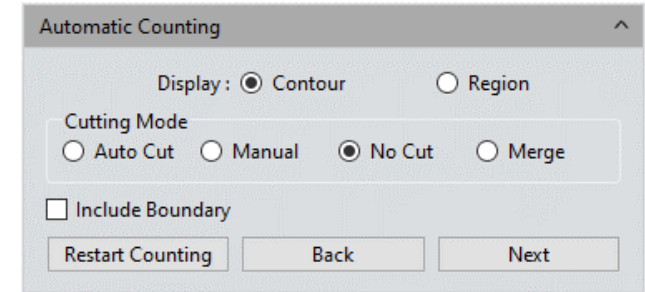 Automatic Counting
Display : Contour Region
Cutting Mode
Auto Cut Manual No Cut Merge
Include Boundary
Restart Counting Back Next